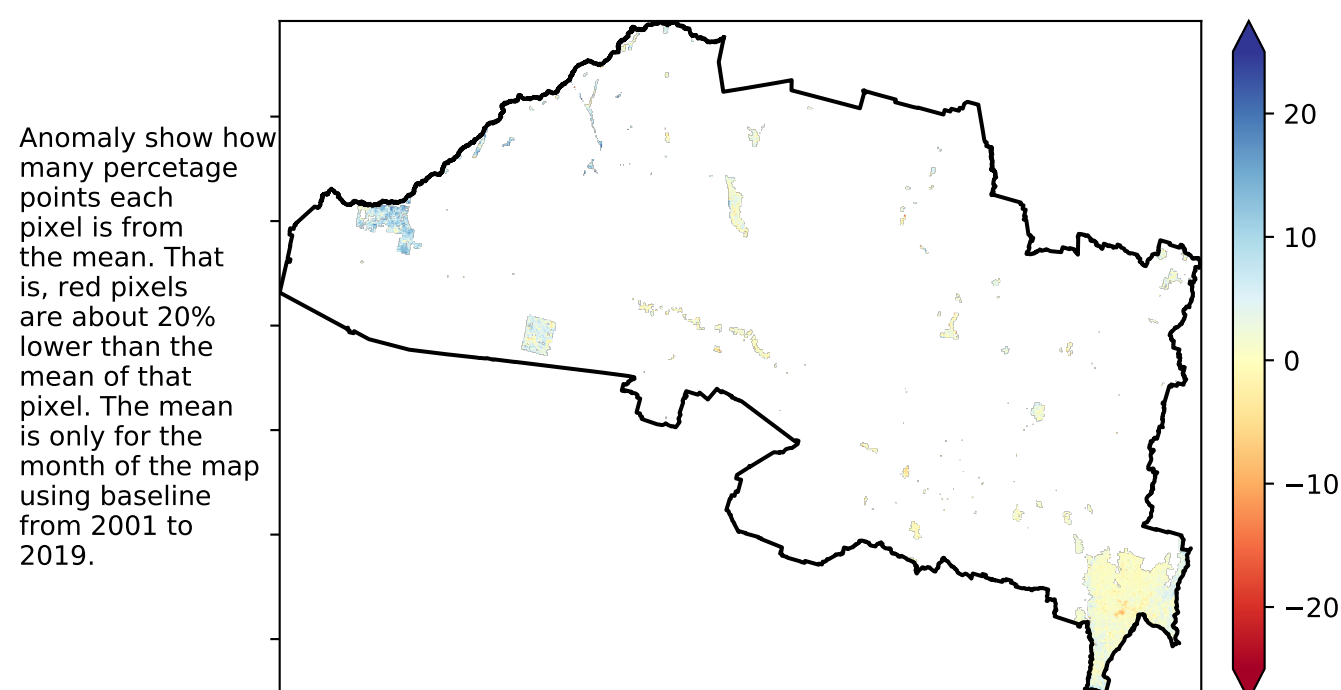 Anomaly show how
many percetage
points each
pixel is from
the mean. That
is, red pixels
are about 20%
lower than the
mean of that
pixel. The mean
is only for the
month of the map
using baseline
from 2001 to
2019.
20
10
0
−10
−20